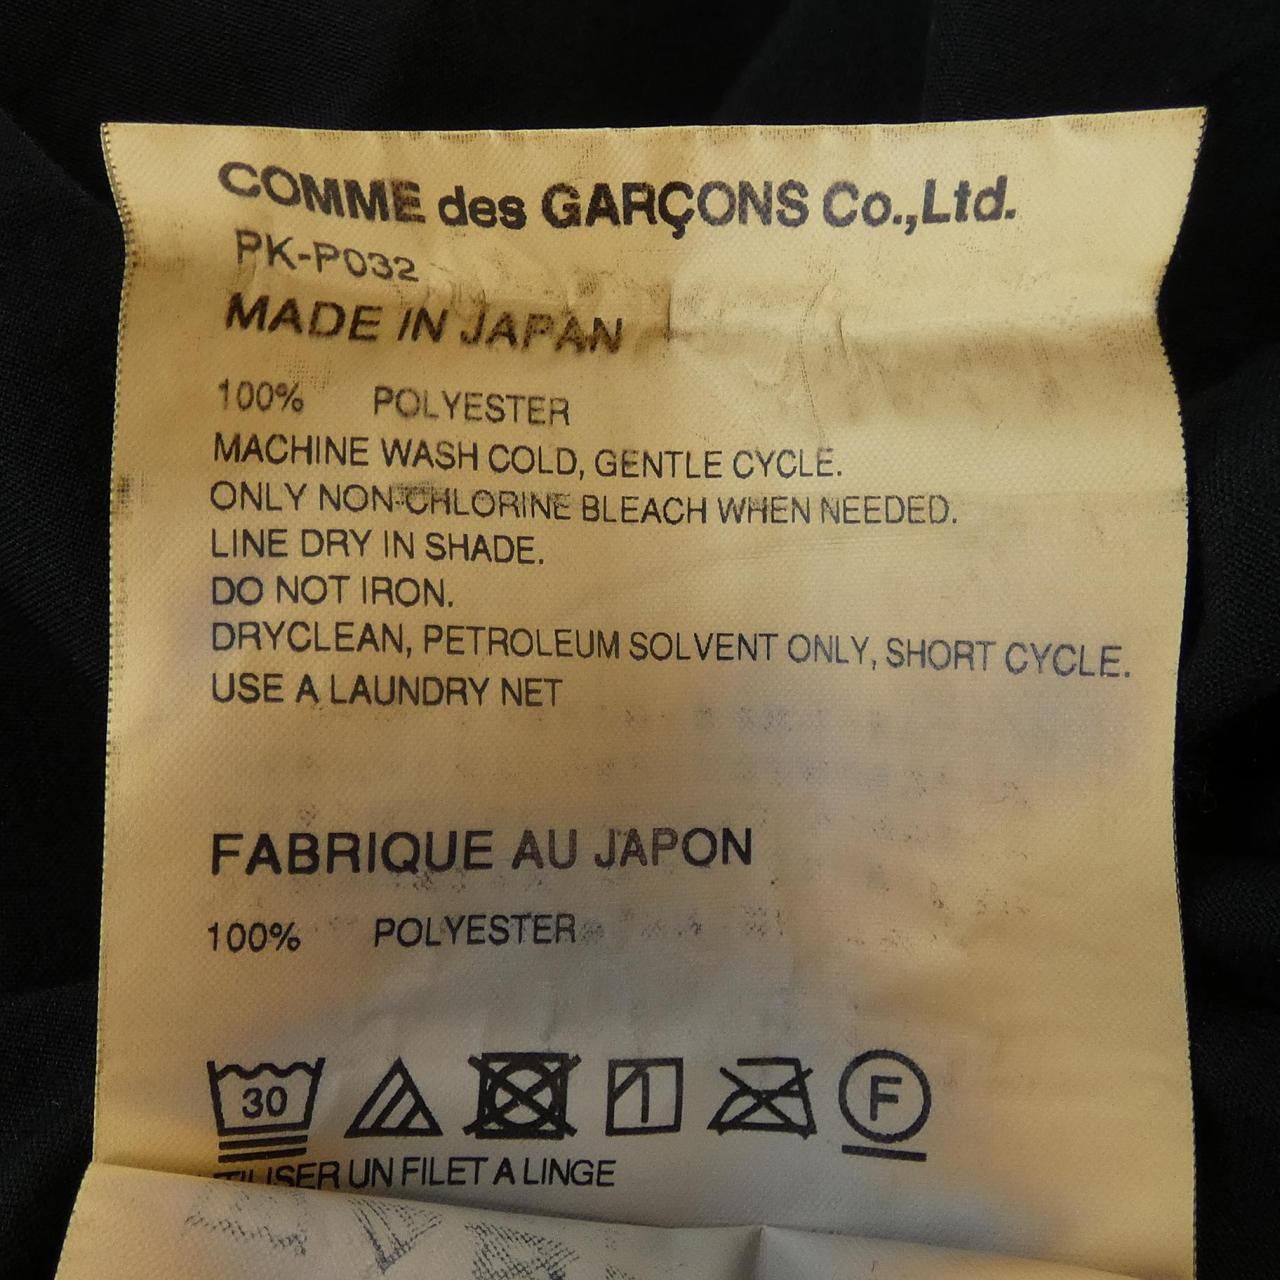 COMME des GARÇONS Co.,Ltd.
PK-P032
MADE IN JAPAN
100% POLYESTER
MACHINE WASH COLD, GENTLE CYCLE.
ONLY NON-CHLORINE BLEACH WHEN NEEDED.
LINE DRY IN SHADE.
DO NOT IRON.
DRYCLEAN, PETROLEUM SOLVENT ONLY, SHORT CYCLE.
USE A LAUNDRY NET
FABRIQUE AU JAPON
100% POLYESTER
30 F
UTILISER UN FILET A LINGE